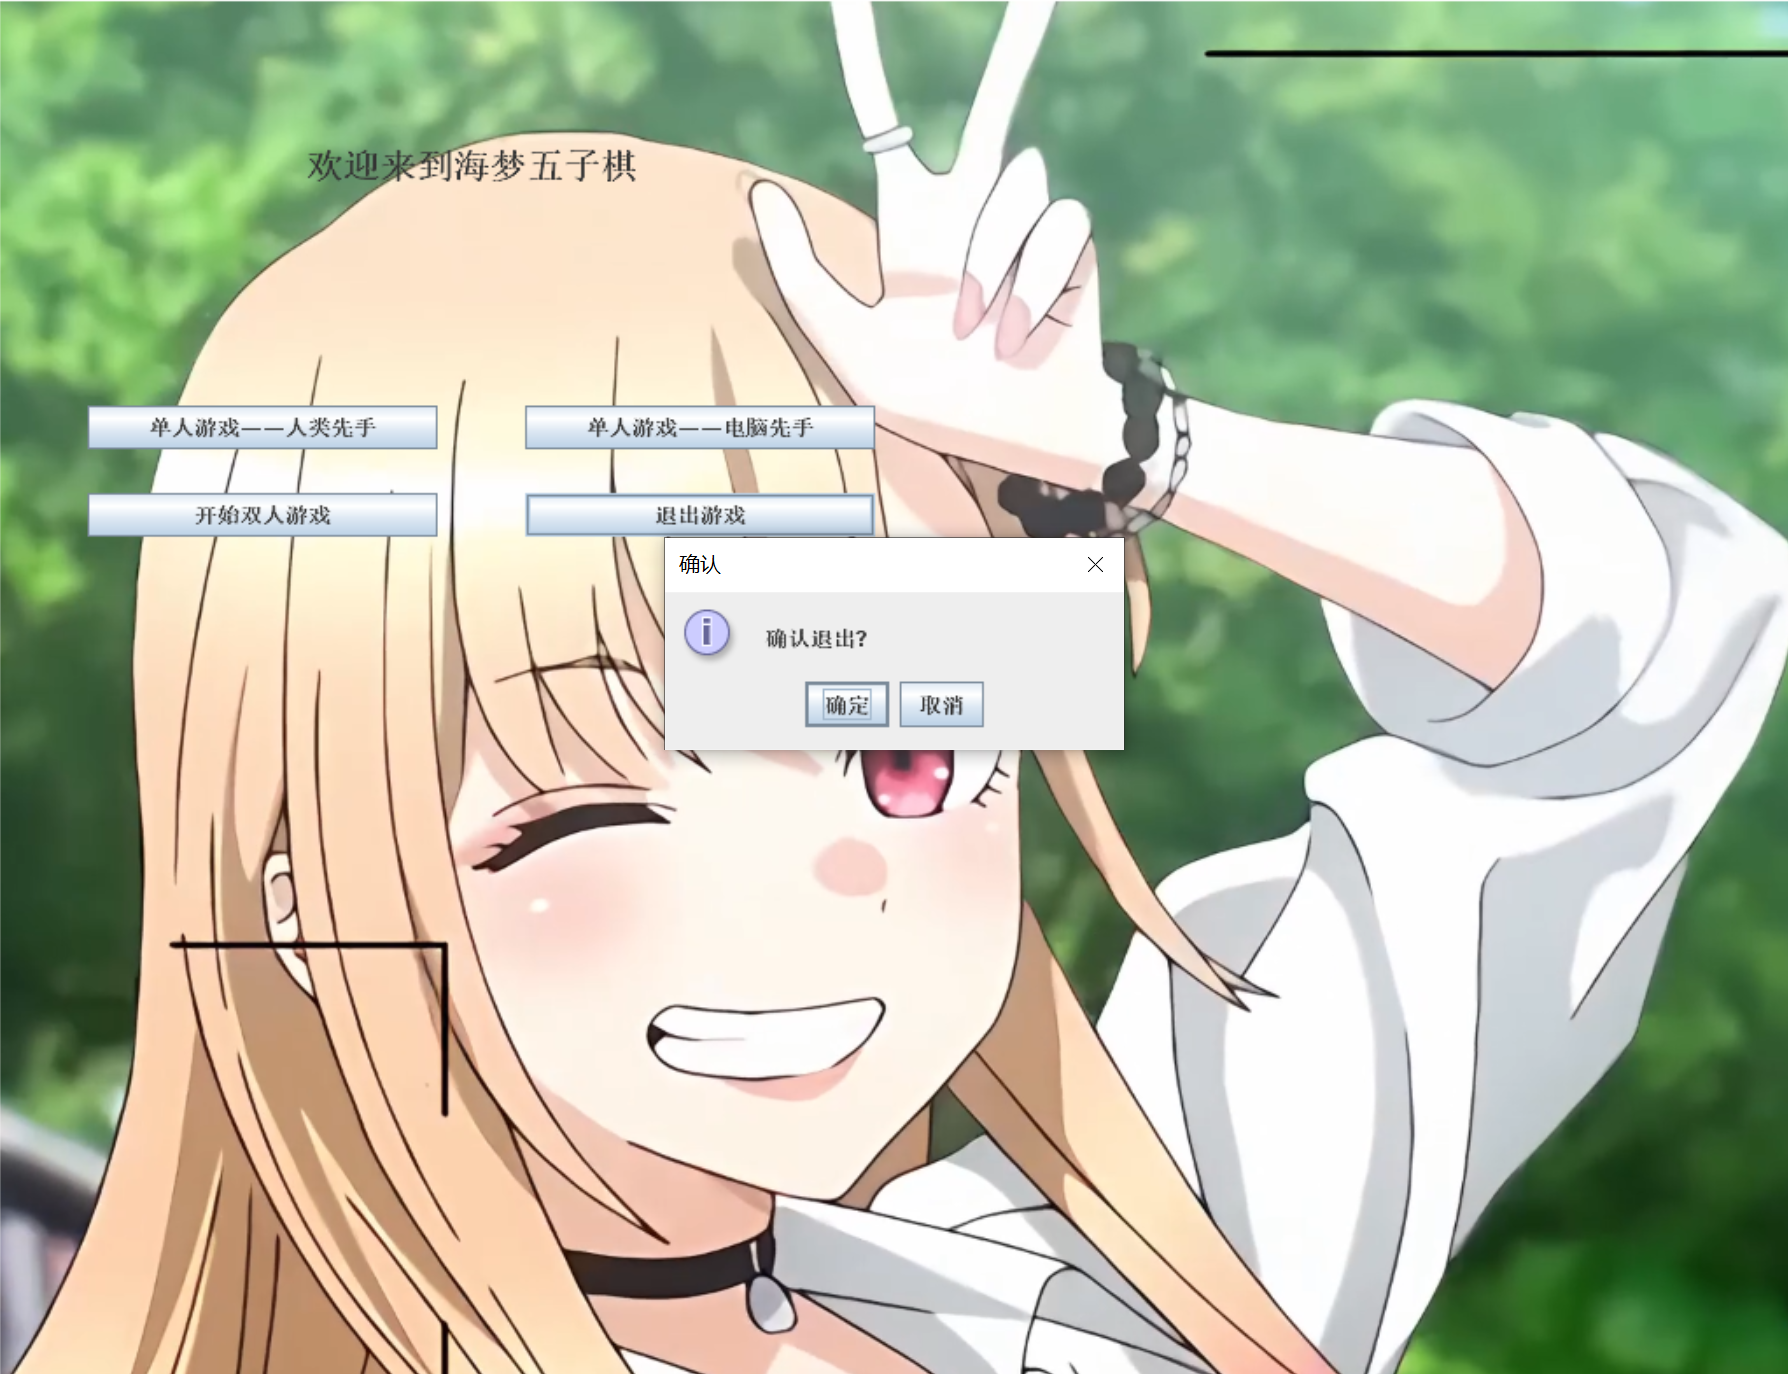 欢迎来到海梦五子棋
单人游戏——人类先手
单人游戏——电脑先手
开始双人游戏
退出游戏
确认
确认退出?
确定
取消